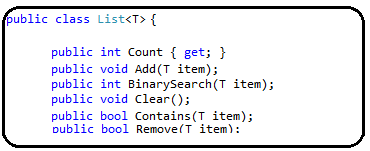 public class List<T> {
public int Count { get; }
public void Add(T item);
public int BinarySearch(T item);
public void Clear();
public bool Contains(T item);
public bool Remove(T item);